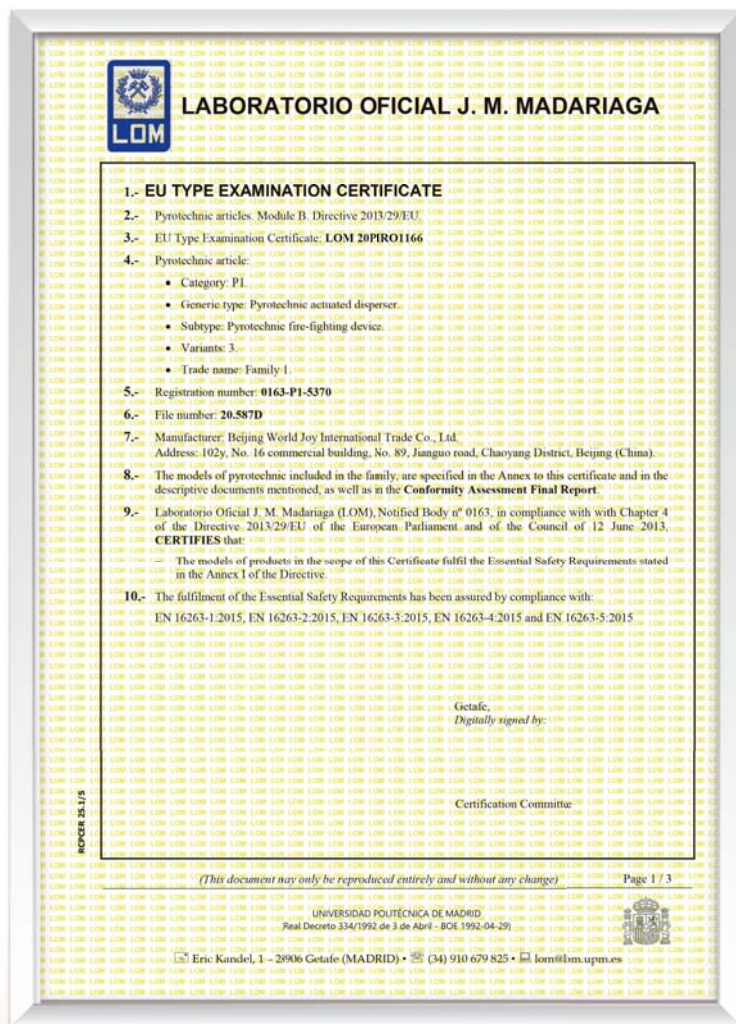 LOM
LABORATORIO OFICIAL J. M. MADARIAGA
1.- EU TYPE EXAMINATION CERTIFICATE
2.- Pyrotechnic articles. Module B. Directive 2013/29/EU.
3.- EU Type Examination Certificate: LOM 20PIRO1166
4.- Pyrotechnic article:
• Category: P1.
• Generic type: Pyrotechnic actuated disperser.
• Subtype: Pyrotechnic fire-fighting device.
• Variants: 3.
• Trade name: Family 1.
5.- Registration number: 0163-P1-5370
6.- File number: 20.587D
7.- Manufacturer: Beijing World Joy International Trade Co., Ltd.
Address: 102y, No. 16 commercial building, No. 89, Jianguo road, Chaoyang District, Beijing (China).
8.- The models of pyrotechnic included in the family, are specified in the Annex to this certificate and in the
descriptive documents mentioned, as well as in the Conformity Assessment Final Report.
9.- Laboratorio Oficial J. M. Madariaga (LOM), Notified Body nº 0163, in compliance with with Chapter 4
of the Directive 2013/29/EU of the European Parliament and of the Council of 12 June 2013,
CERTIFIES that:
– The models of products in the scope of this Certificate fulfil the Essential Safety Requirements stated
in the Annex I of the Directive.
10.- The fulfilment of the Essential Safety Requirements has been assured by compliance with:
EN 16263-1:2015, EN 16263-2:2015, EN 16263-3:2015, EN 16263-4:2015 and EN 16263-5:2015
Getafe,
Digitally signed by:
Certification Committee
RCPCER 25.1/5
(This document may only be reproduced entirely and without any change) Page 1 / 3
UNIVERSIDAD POLITÉCNICA DE MADRID
(Real Decreto 334/1992 de 3 de Abril - BOE 1992-04-29)
Eric Kandel, 1 – 28906 Getafe (MADRID) • (34) 910 679 825 • lom@lom.upm.es